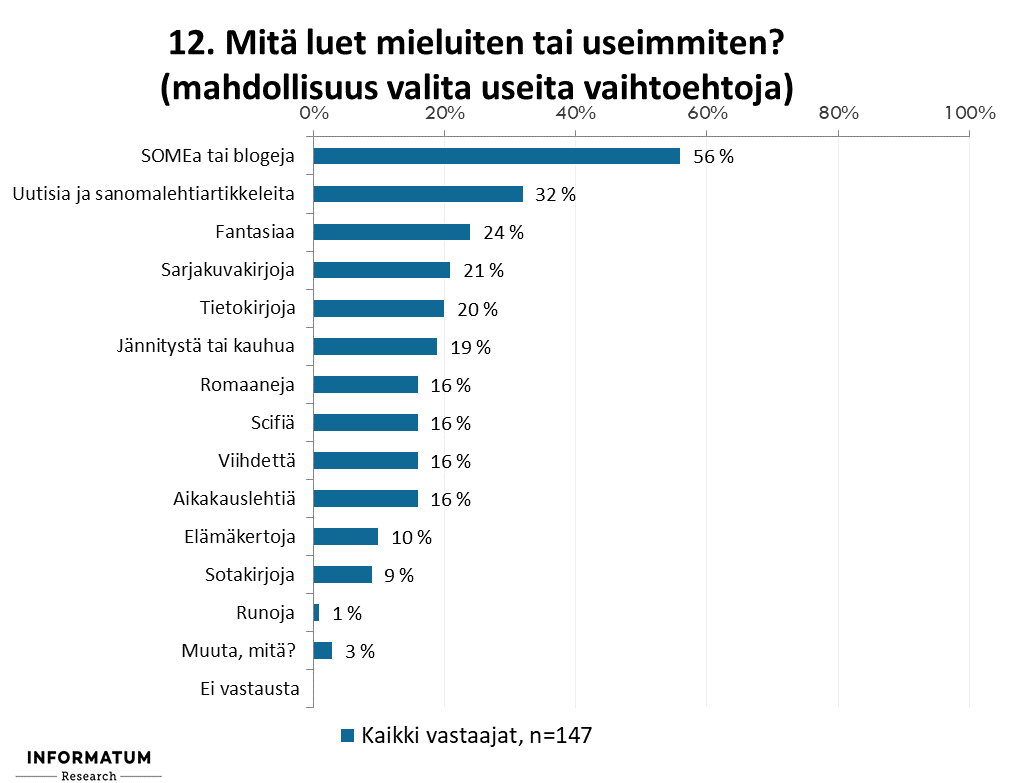 12. Mitä luet mieluiten tai useimmiten?
(mahdollisuus valita useita vaihtoehtoja)
0% 20% 40% 60% 80% 100%
SOMEa tai blogeja 56 %
Uutisia ja sanomalehtiartikkeleita 32 %
Fantasiaa 24 %
Sarjakuvakirjoja 21 %
Tietokirjoja 20 %
Jännitystä tai kauhua 19 %
Romaaneja 16 %
Scifiä 16 %
Viihdettä 16 %
Aikakauslehtiä 16 %
Elämäkertoja 10 %
Sotakirjoja 9 %
Runoja 1 %
Muuta, mitä? 3 %
Ei vastausta
Kaikki vastaajat, n=147
INFORMATUM
Research